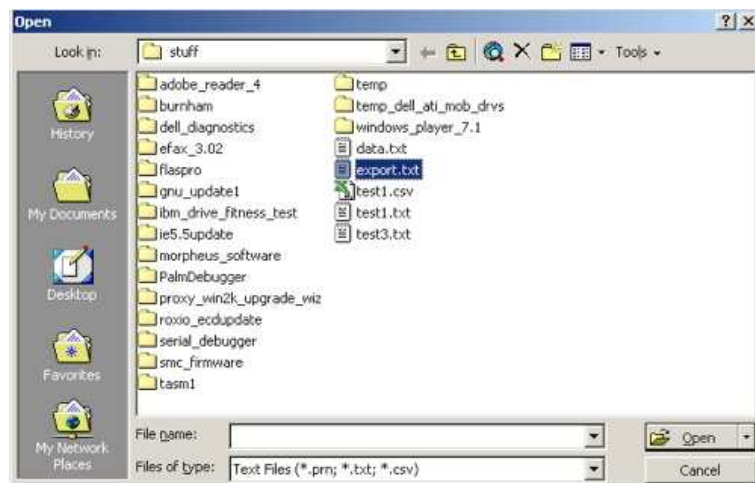 Open
Look in: stuff Tools
adobe_reader_4
burnham
dell_diagnostics
efax_3.02
flaspro
gnu_update1
ibm_drive_fitness_test
ie5.5update
morpheus_software
PalmDebugger
proxy_win2k_upgrade_wiz
roxio_ecdupdate
serial_debugger
smc_firmware
tasm1
temp
temp_dell_ati_mob_drvs
windows_player_7.1
data.txt
export.txt
test1.csv
test1.txt
test3.txt
History
My Documents
Desktop
Favorites
My Network
Places
File name: Open
Files of type: Text Files (*.prn; *.txt; *.csv) Cancel